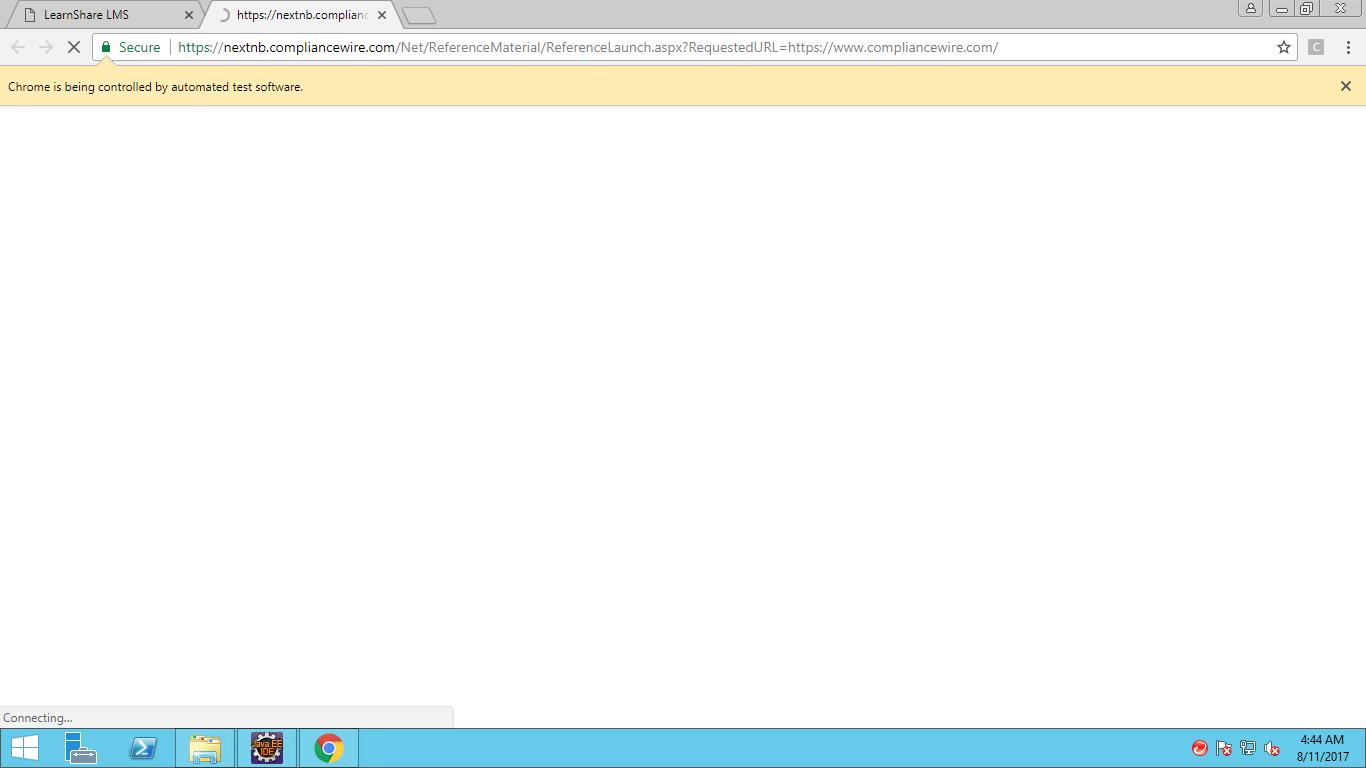 LearnShare LMS
https://nextnb.complianc
Secure
https://nextnb.compliancewire.com/Net/ReferenceMaterial/ReferenceLaunch.aspx?RequestedURL=https://www.compliancewire.com/
C
Chrome is being controlled by automated test software.
Connecting...
Java EE
IDE
4:44 AM
8/11/2017